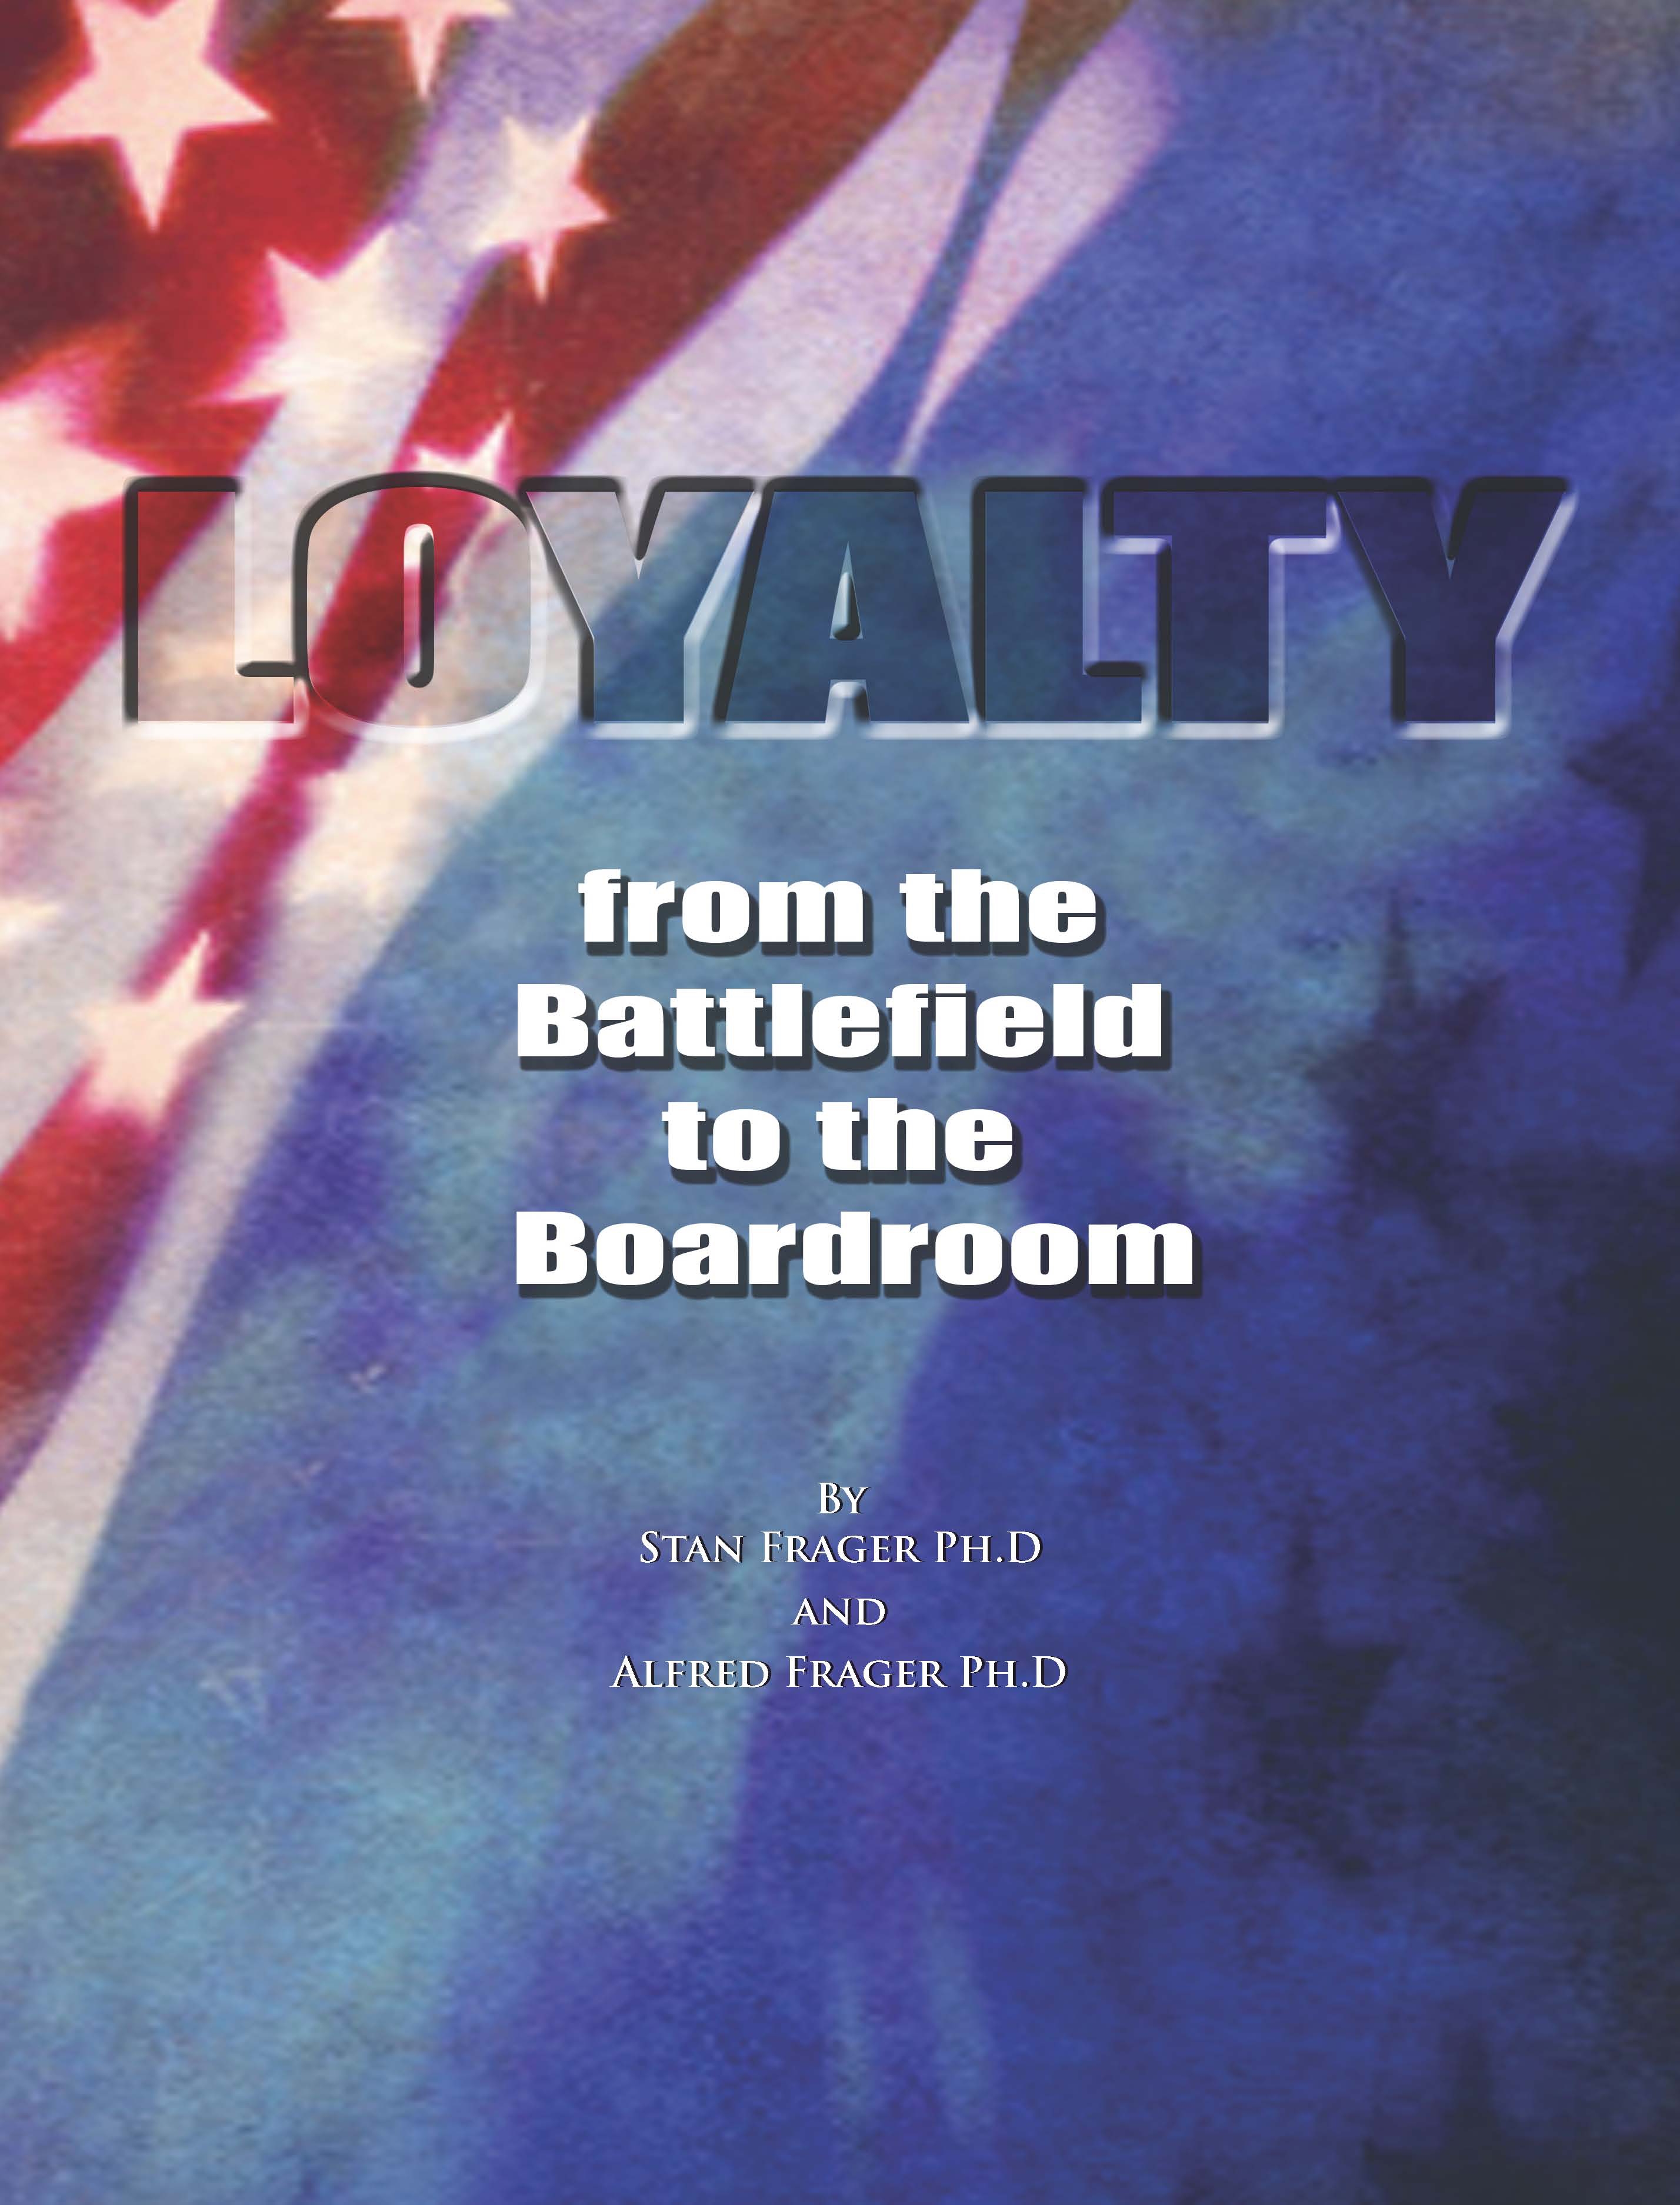 LOYALTY
from the
Battlefield
to the
Boardroom
By
Stan Frager Ph.D
and
Alfred Frager Ph.D